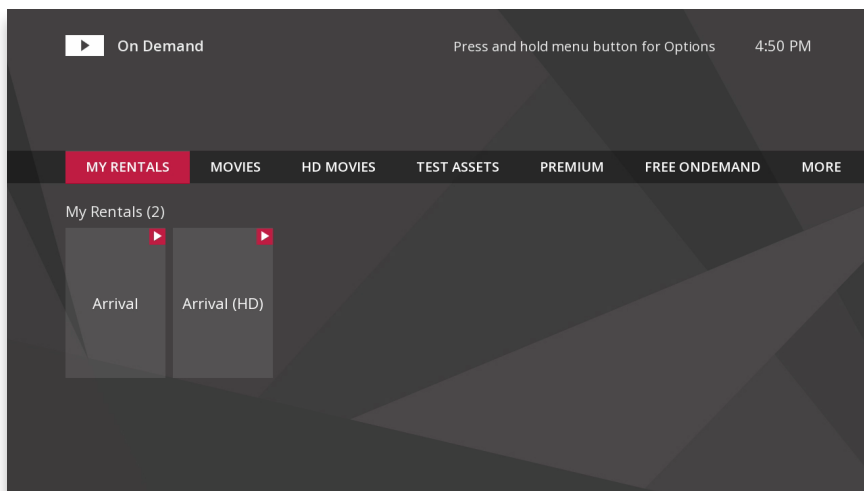 On Demand Press and hold menu button for Options 4:50 PM
MY RENTALS MOVIES HD MOVIES TEST ASSETS PREMIUM FREE ONDEMAND MORE
My Rentals (2)
Arrival Arrival (HD)